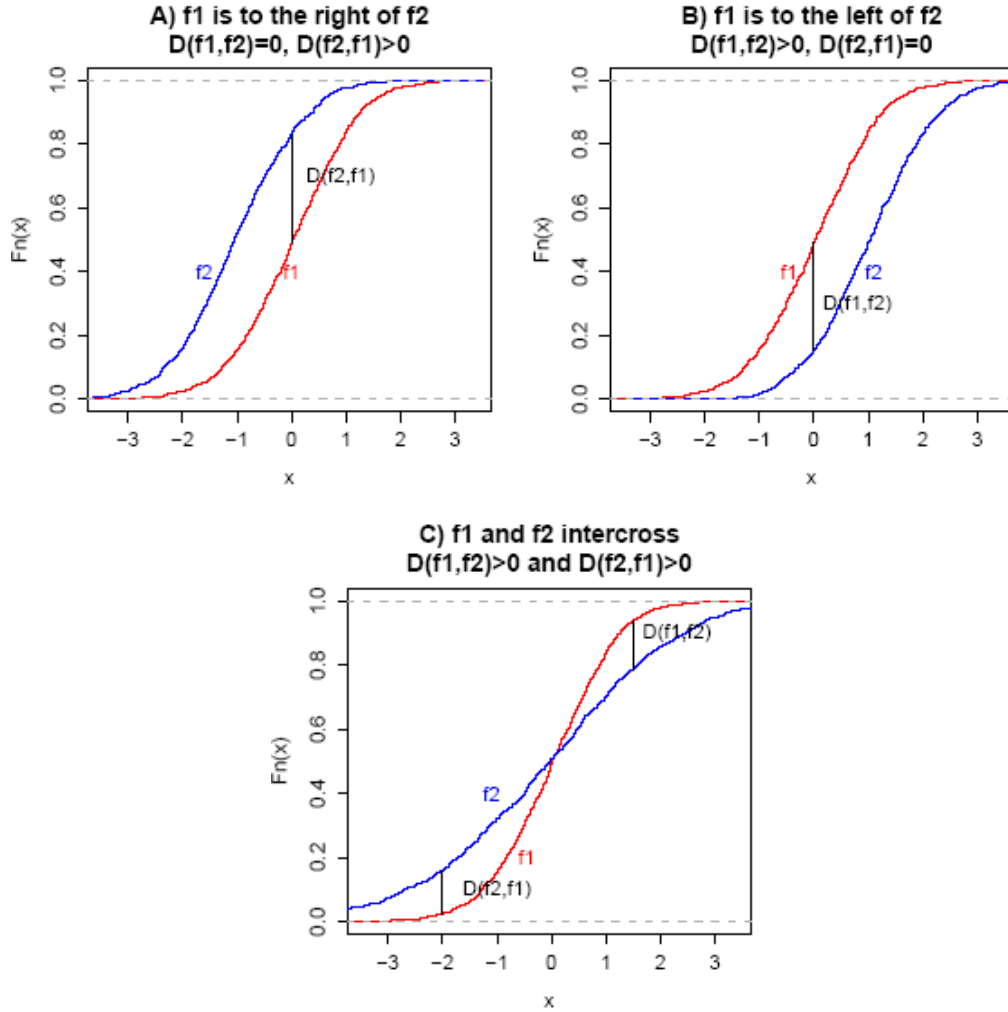 A) f1 is to the right of f2
D(f1,f2)=0, D(f2,f1)>0
Fn(x)
1.0
0.8
0.6
0.4
0.2
0.0
D(f2,f1)
f2
f1
−3 −2 −1 0 1 2 3
x
B) f1 is to the left of f2
D(f1,f2)>0, D(f2,f1)=0
Fn(x)
1.0
0.8
0.6
0.4
0.2
0.0
f1
f2
D(f1,f2)
−3 −2 −1 0 1 2 3
x
C) f1 and f2 intercross
D(f1,f2)>0 and D(f2,f1)>0
Fn(x)
1.0
0.8
0.6
0.4
0.2
0.0
D(f1,f2)
f2
f1
D(f2,f1)
−3 −2 −1 0 1 2 3
x